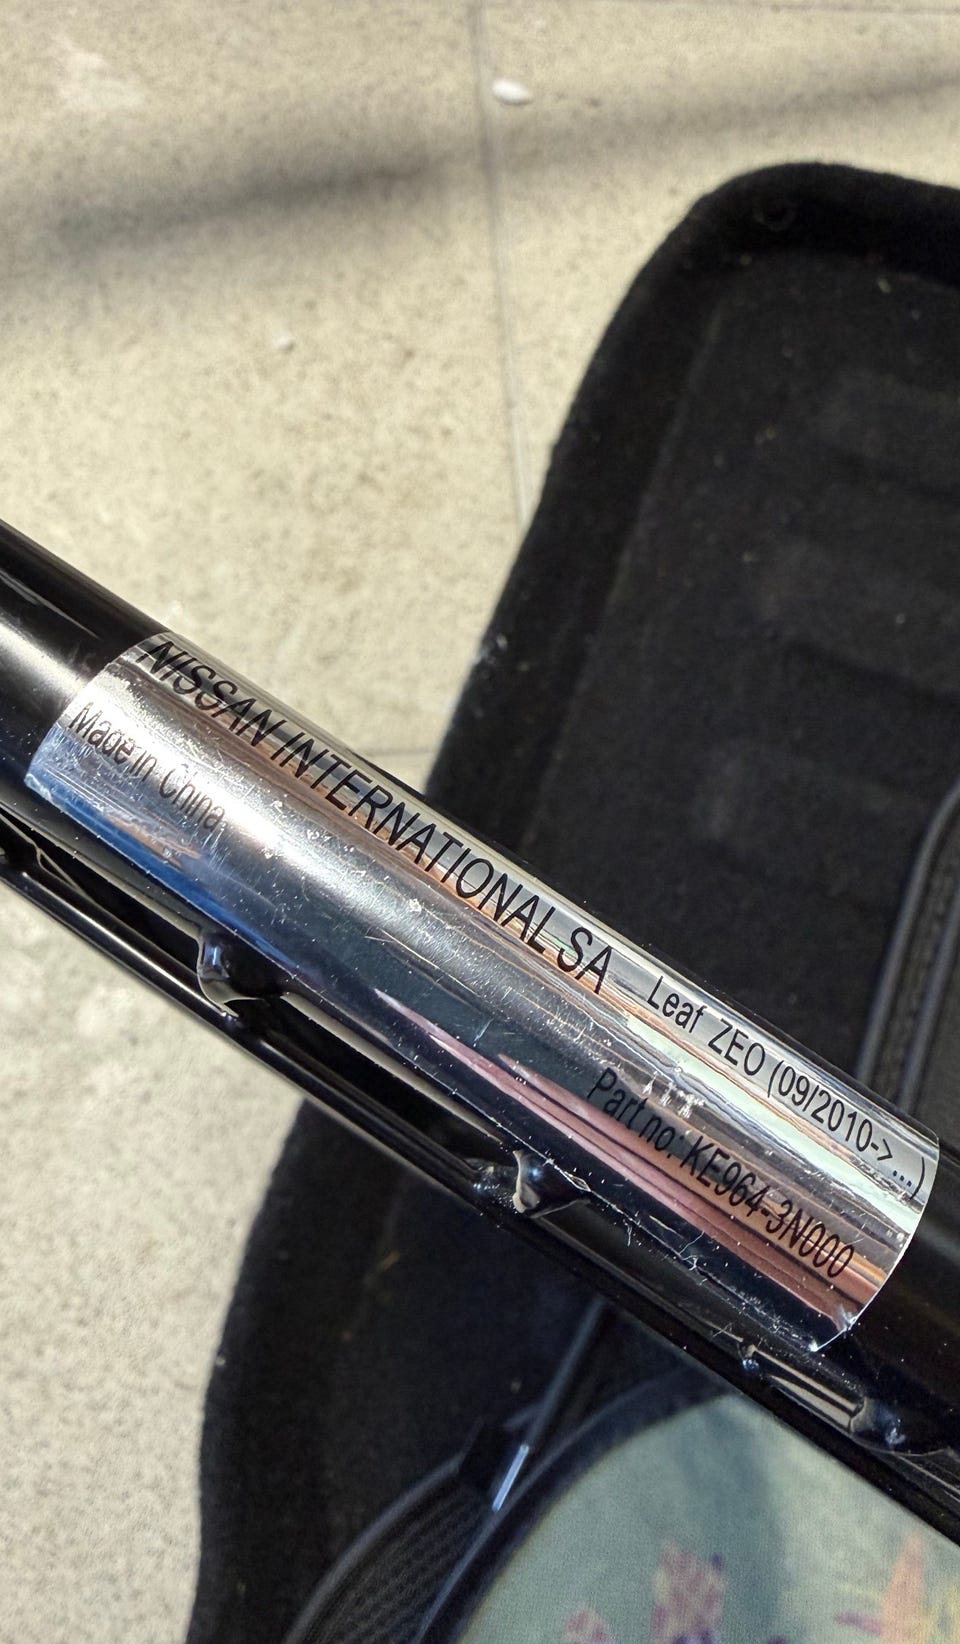 NISSAN INTERNATIONAL SA
Made in China
Leaf ZEO (09/2010->...)
Part no: KE964-3N000